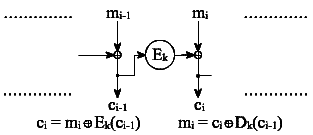 mᵢ₋₁ mᵢ
Eₖ
cᵢ₋₁ cᵢ
cᵢ = mᵢ⊕Eₖ(cᵢ₋₁) mᵢ = cᵢ⊕Dₖ(cᵢ₋₁)